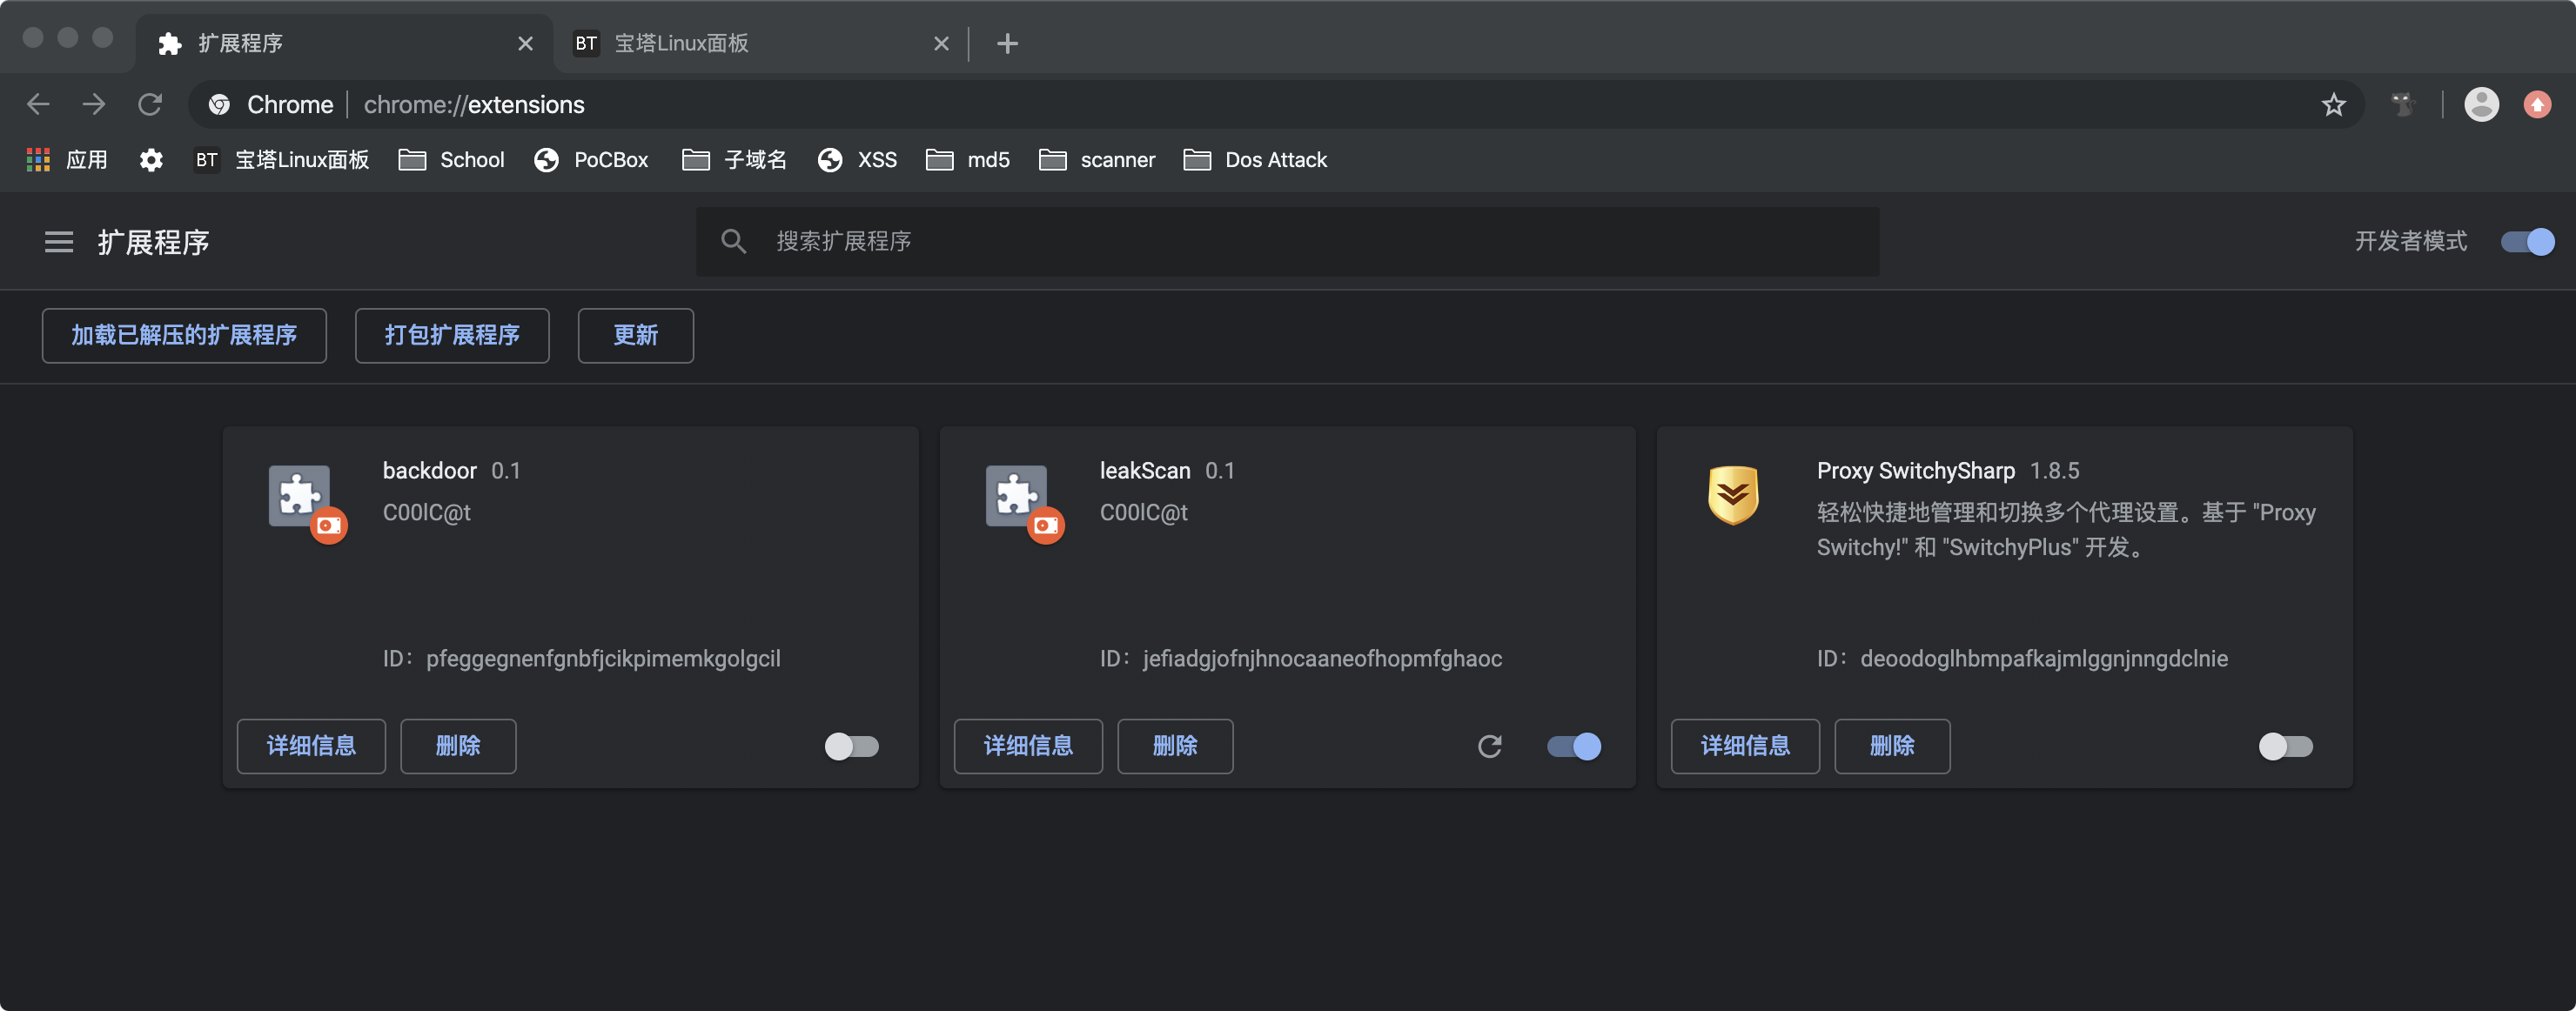 扩展程序
BT 宝塔Linux面板
Chrome chrome://extensions
应用 BT 宝塔Linux面板 School PoCBox 子域名 XSS md5 scanner Dos Attack
扩展程序 搜索扩展程序 开发者模式
加载已解压的扩展程序 打包扩展程序 更新
backdoor 0.1
C00lC@t
ID：pfeggegnenfgnbfjcikpimemkgolgcil
详细信息 删除
leakScan 0.1
C00lC@t
ID：jefiadgjofnjhnocaaneofhopmfghaoc
详细信息 删除
Proxy SwitchySharp 1.8.5
轻松快捷地管理和切换多个代理设置。基于 "Proxy
Switchy!" 和 "SwitchyPlus" 开发。
ID：deoodoglhbmpafkajmlggnjnngdclnie
详细信息 删除